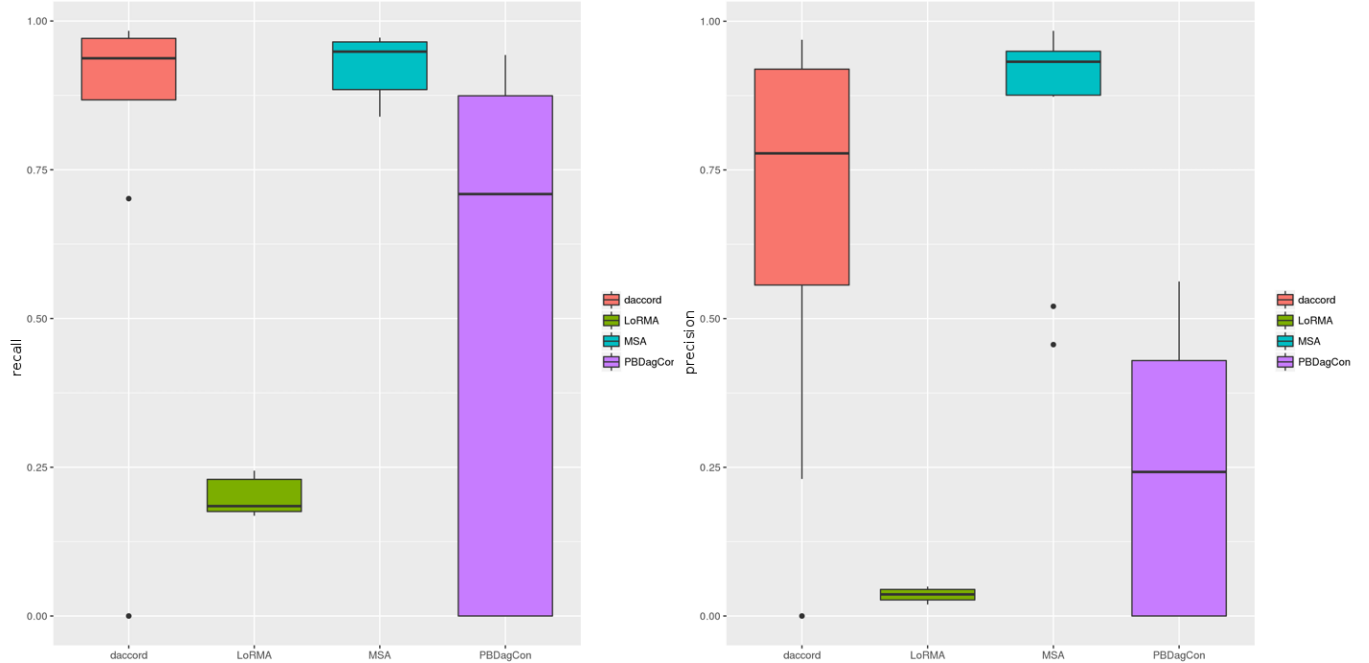 recall
1.00
0.75
0.50
0.25
0.00
daccord
LoRMA
MSA
PBDagCon
daccord
LoRMA
MSA
PBDagCor
precision
1.00
0.75
0.50
0.25
0.00
daccord
LoRMA
MSA
PBDagCon
daccord
LoRMA
MSA
PBDagCon